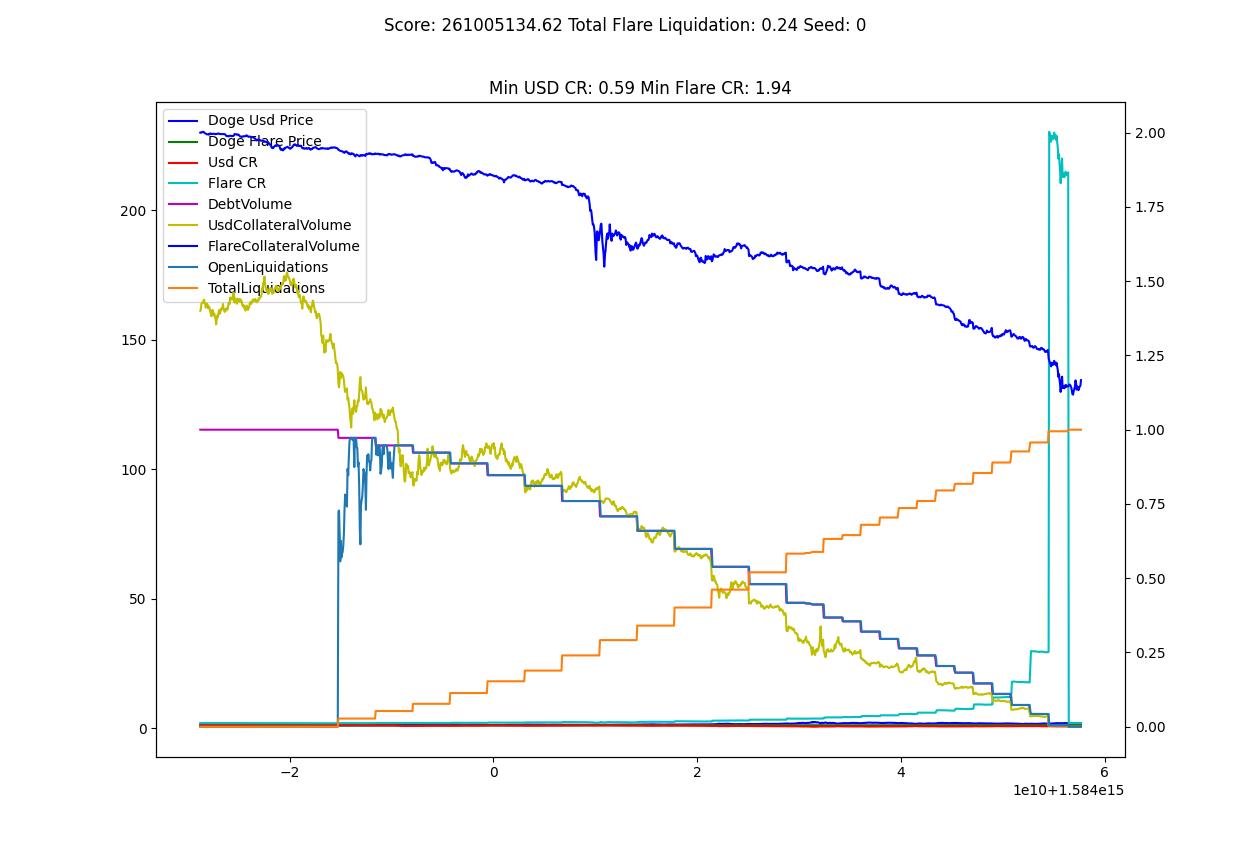 Score: 261005134.62 Total Flare Liquidation: 0.24 Seed: 0
Min USD CR: 0.59 Min Flare CR: 1.94
Doge Usd Price
Doge Flare Price
Usd CR
Flare CR
DebtVolume
UsdCollateralVolume
FlareCollateralVolume
OpenLiquidations
TotalLiquidations
200
150
100
50
0
2.00
1.75
1.50
1.25
1.00
0.75
0.50
0.25
0.00
−2
0
2
4
6
1e10+1.584e15